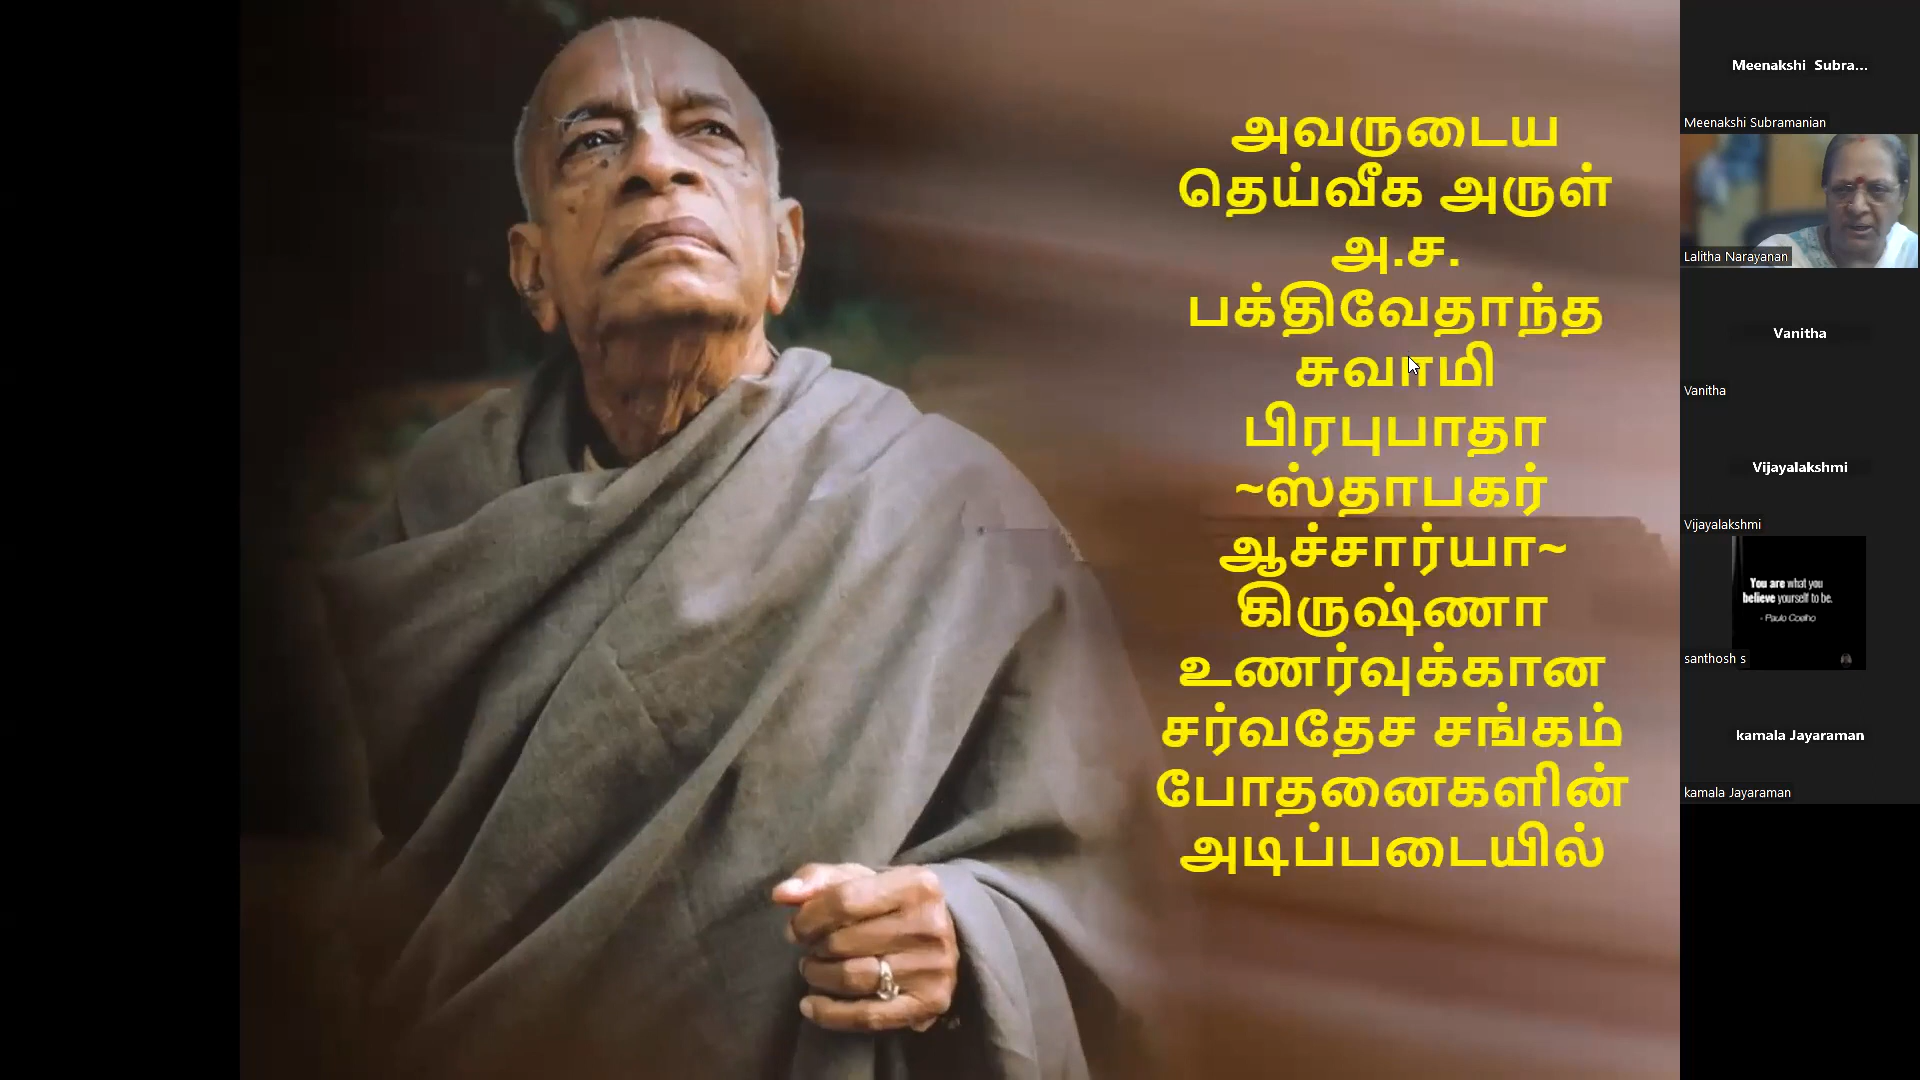 அவருடைய
தெய்வீக அருள்
அ.ச.
பக்திவேதாந்த
சுவாமி
பிரபுபாதா
~ஸ்தாபகர்
ஆச்சார்யா~
கிருஷ்ணா
உணர்வுக்கான
சர்வதேச சங்கம்
போதனைகளின்
அடிப்படையில்
Meenakshi Subra...
Meenakshi Subramanian
Lalitha Narayanan
Vanitha
Vanitha
Vijayalakshmi
Vijayalakshmi
You are what you
believe yourself to be.
- Paulo Coelho
santhosh s
kamala Jayaraman
kamala Jayaraman